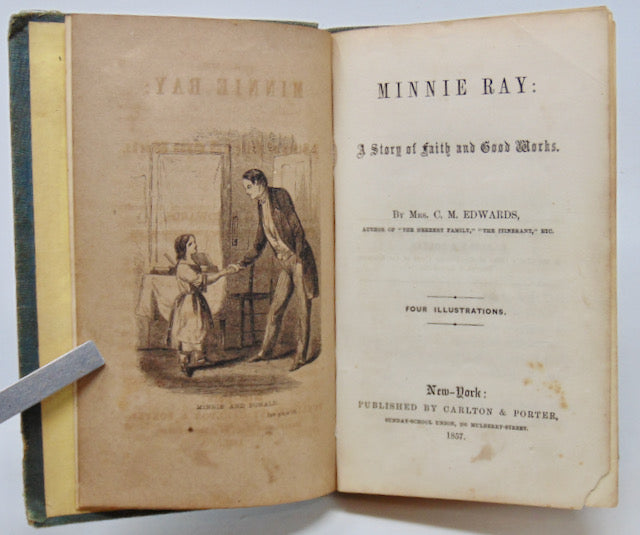 MINNIE AND DONALD.
MINNIE RAY:
A Story of Faith and Good Works.
BY MRS. C. M. EDWARDS,
AUTHOR OF "THE HERBERT FAMILY," "THE ITINERANT," ETC.
FOUR ILLUSTRATIONS.
New-York:
PUBLISHED BY CARLTON & PORTER,
SUNDAY-SCHOOL UNION, 200 MULBERRY-STREET.
1857.